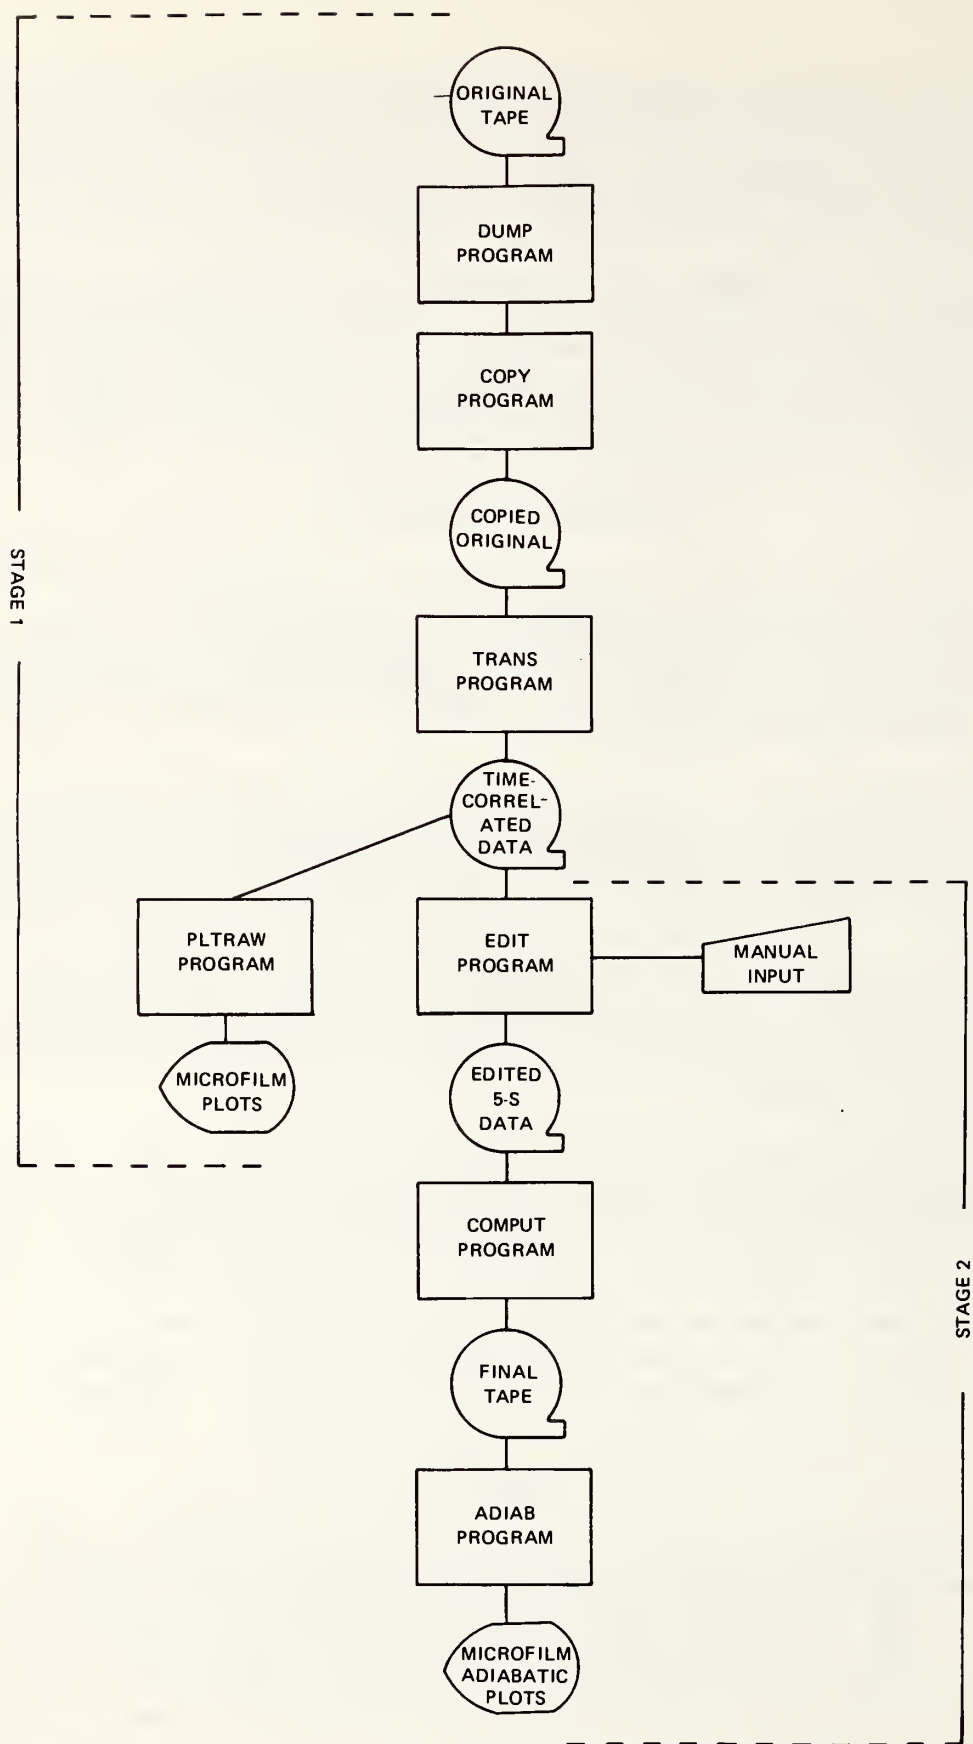 ORIGINAL
TAPE
DUMP
PROGRAM
COPY
PROGRAM
COPIED
ORIGINAL
STAGE 1
TRANS
PROGRAM
TIME-
CORREL-
ATED
DATA
PLTRAW
PROGRAM
EDIT
PROGRAM
MANUAL
INPUT
MICROFILM
PLOTS
EDITED
5-S
DATA
COMPUT
PROGRAM
STAGE 2
FINAL
TAPE
ADIAB
PROGRAM
MICROFILM
ADIABATIC
PLOTS